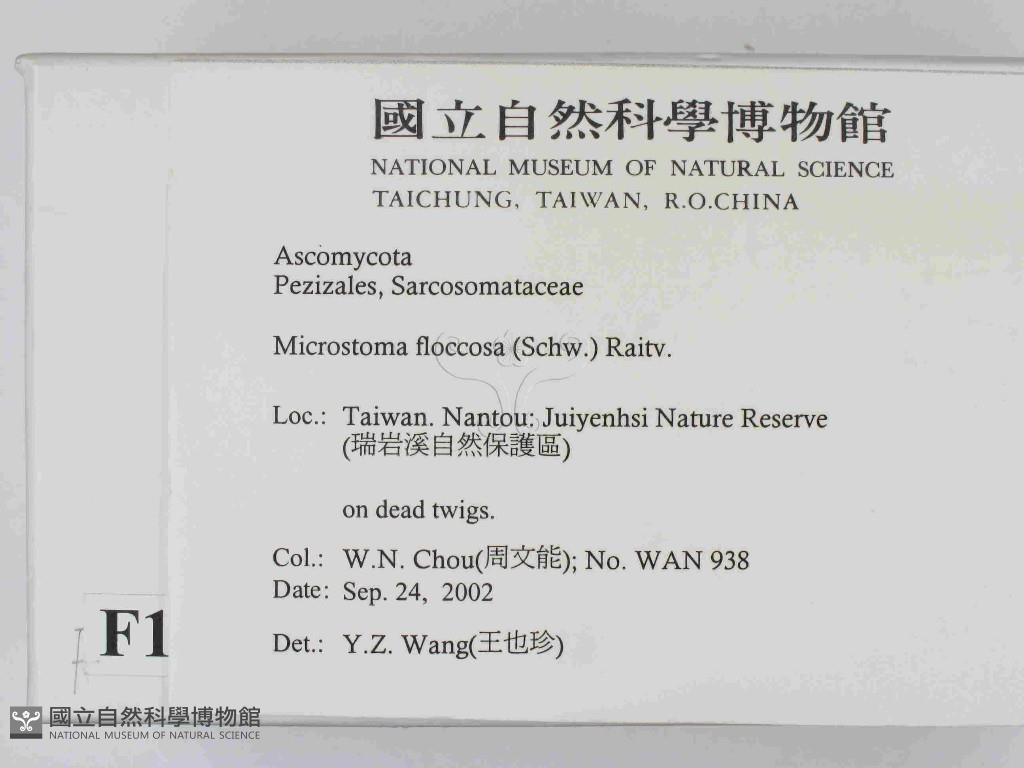 國立自然科學博物館
NATIONAL MUSEUM OF NATURAL SCIENCE
TAICHUNG, TAIWAN, R.O.CHINA
Ascomycota
Pezizales, Sarcosomataceae
Microstoma floccosa (Schw.) Raitv.
Loc.: Taiwan. Nantou: Juiyenhsi Nature Reserve
(瑞岩溪自然保護區)
on dead twigs.
Col.: W.N. Chou(周文能); No. WAN 938
Date: Sep. 24, 2002
Det.: Y.Z. Wang(王也珍)
F1
國立自然科學博物館
NATIONAL MUSEUM OF NATURAL SCIENCE